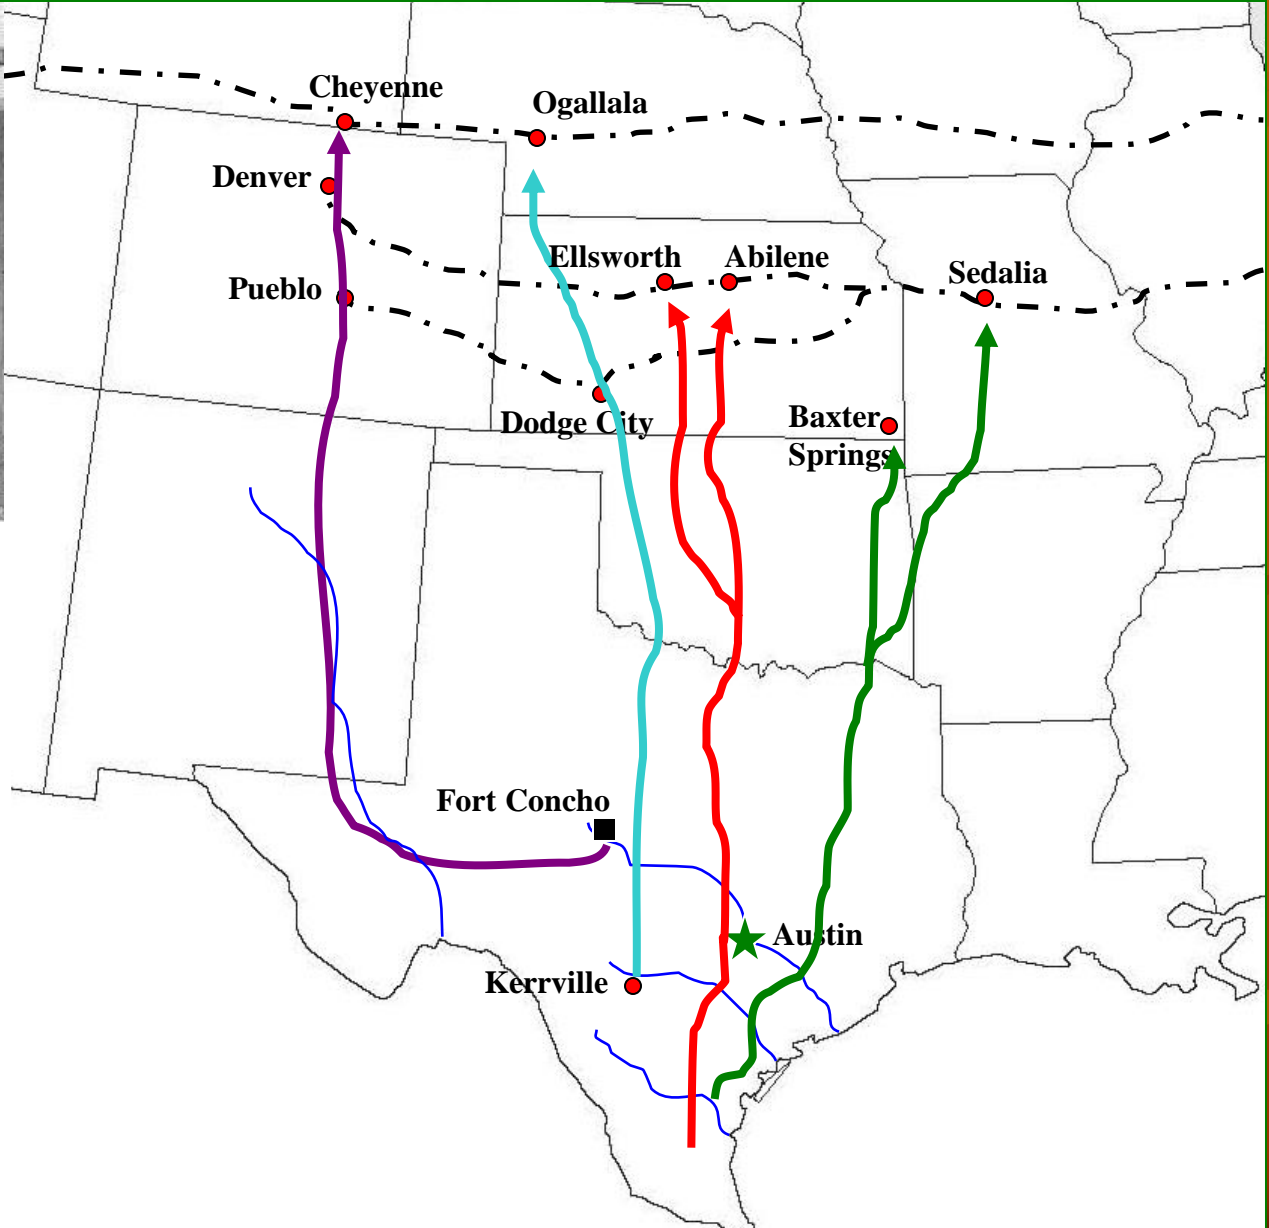 Cheyenne
Ogallala
Denver
Ellsworth
Abilene
Sedalia
Pueblo
Dodge City
Baxter
Springs
Fort Concho
Austin
Kerrville